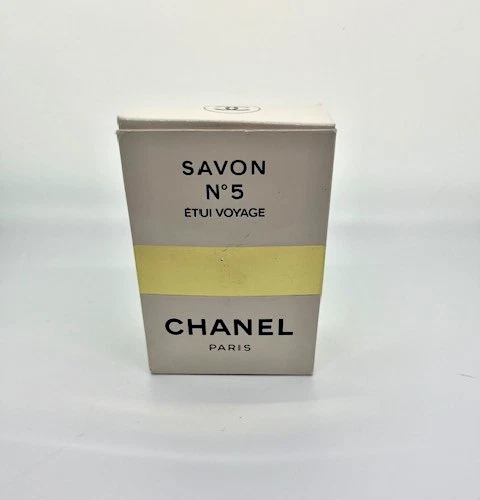 SAVON
N°5
ÉTUI VOYAGE
CHANEL
PARIS